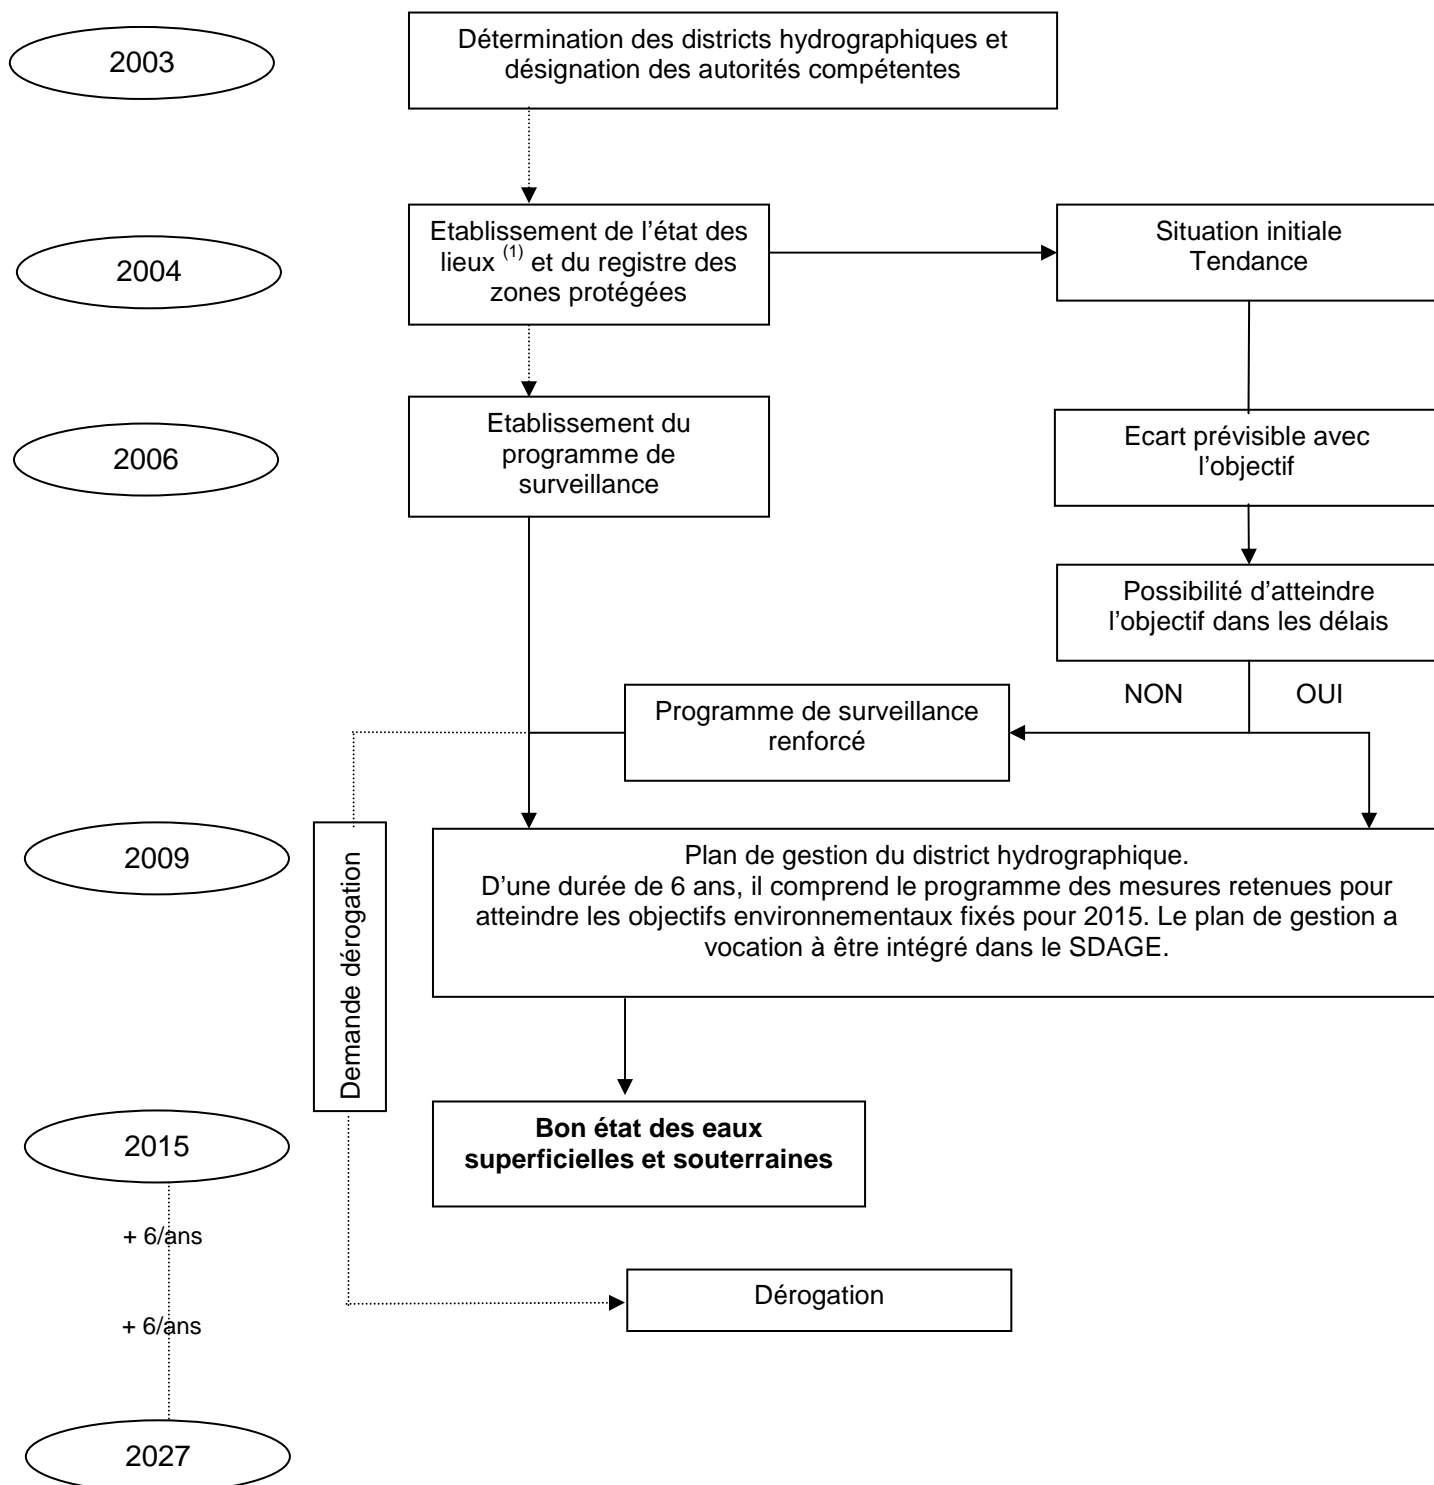 2003
Détermination des districts hydrographiques et
désignation des autorités compétentes
2004
Etablissement de l’état des
lieux (1) et du registre des
zones protégées
Situation initiale
Tendance
2006
Etablissement du
programme de
surveillance
Ecart prévisible avec
l’objectif
Possibilité d’atteindre
l’objectif dans les délais
NON
OUI
Programme de surveillance
renforcé
2009
Demande dérogation
Plan de gestion du district hydrographique.
D’une durée de 6 ans, il comprend le programme des mesures retenues pour
atteindre les objectifs environnementaux fixés pour 2015. Le plan de gestion a
vocation à être intégré dans le SDAGE.
2015
Bon état des eaux
superficielles et souterraines
+ 6/ans
Dérogation
+ 6/ans
2027